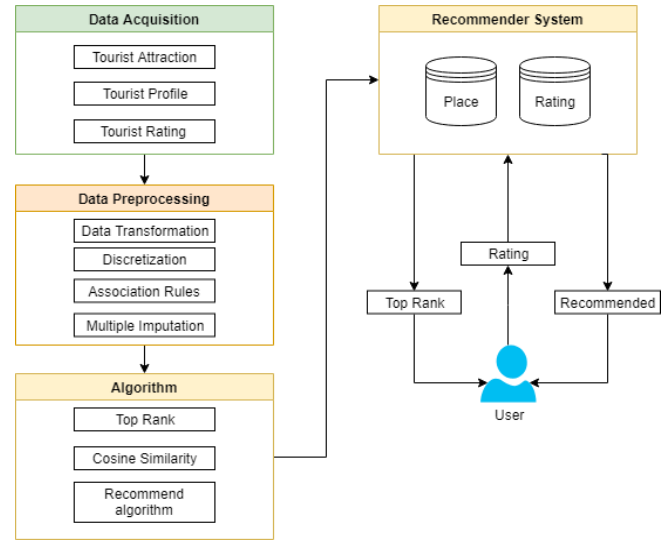 Data Acquisition
Tourist Attraction
Tourist Profile
Tourist Rating
Data Preprocessing
Data Transformation
Discretization
Association Rules
Multiple Imputation
Algorithm
Top Rank
Cosine Similarity
Recommend
algorithm
Recommender System
Place
Rating
Rating
Top Rank
Recommended
User